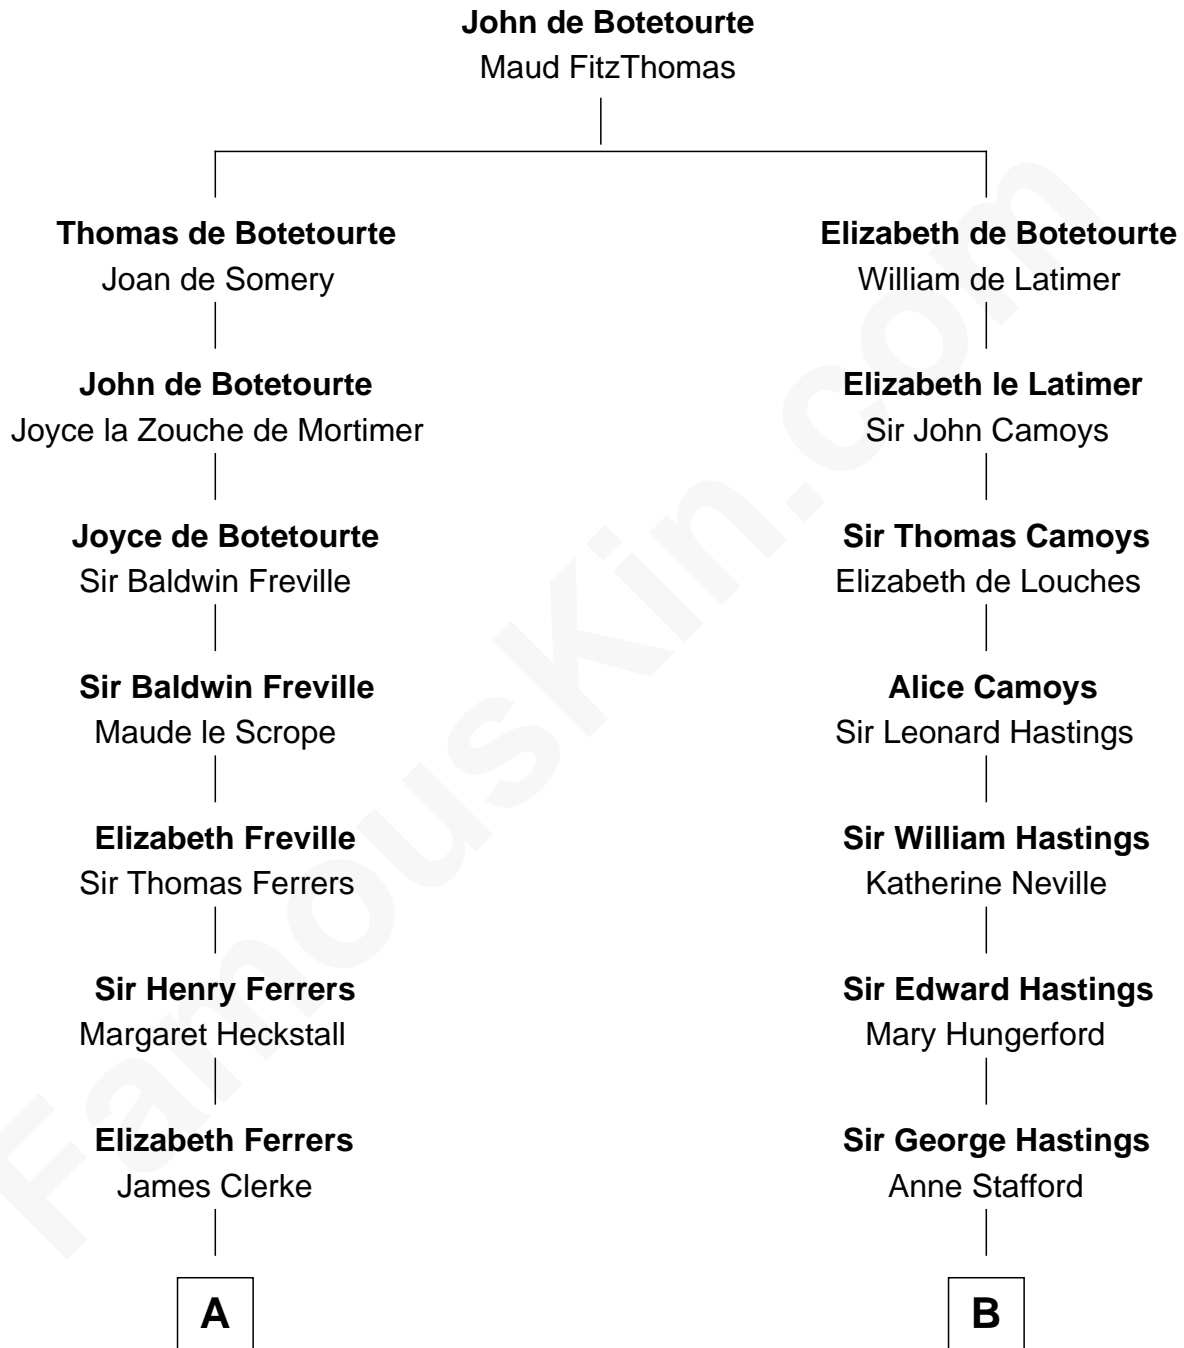 John de Botetourte
Maud FitzThomas
Thomas de Botetourte
Joan de Somery
Elizabeth de Botetourte
William de Latimer
John de Botetourte
Joyce la Zouche de Mortimer
Elizabeth le Latimer
Sir John Camoys
Joyce de Botetourte
Sir Baldwin Freville
Sir Thomas Camoys
Elizabeth de Louches
Sir Baldwin Freville
Maude le Scrope
Alice Camoys
Sir Leonard Hastings
Elizabeth Freville
Sir Thomas Ferrers
Sir William Hastings
Katherine Neville
Sir Henry Ferrers
Margaret Heckstall
Sir Edward Hastings
Mary Hungerford
Elizabeth Ferrers
James Clerke
Sir George Hastings
Anne Stafford
A
B
FamousKin.com